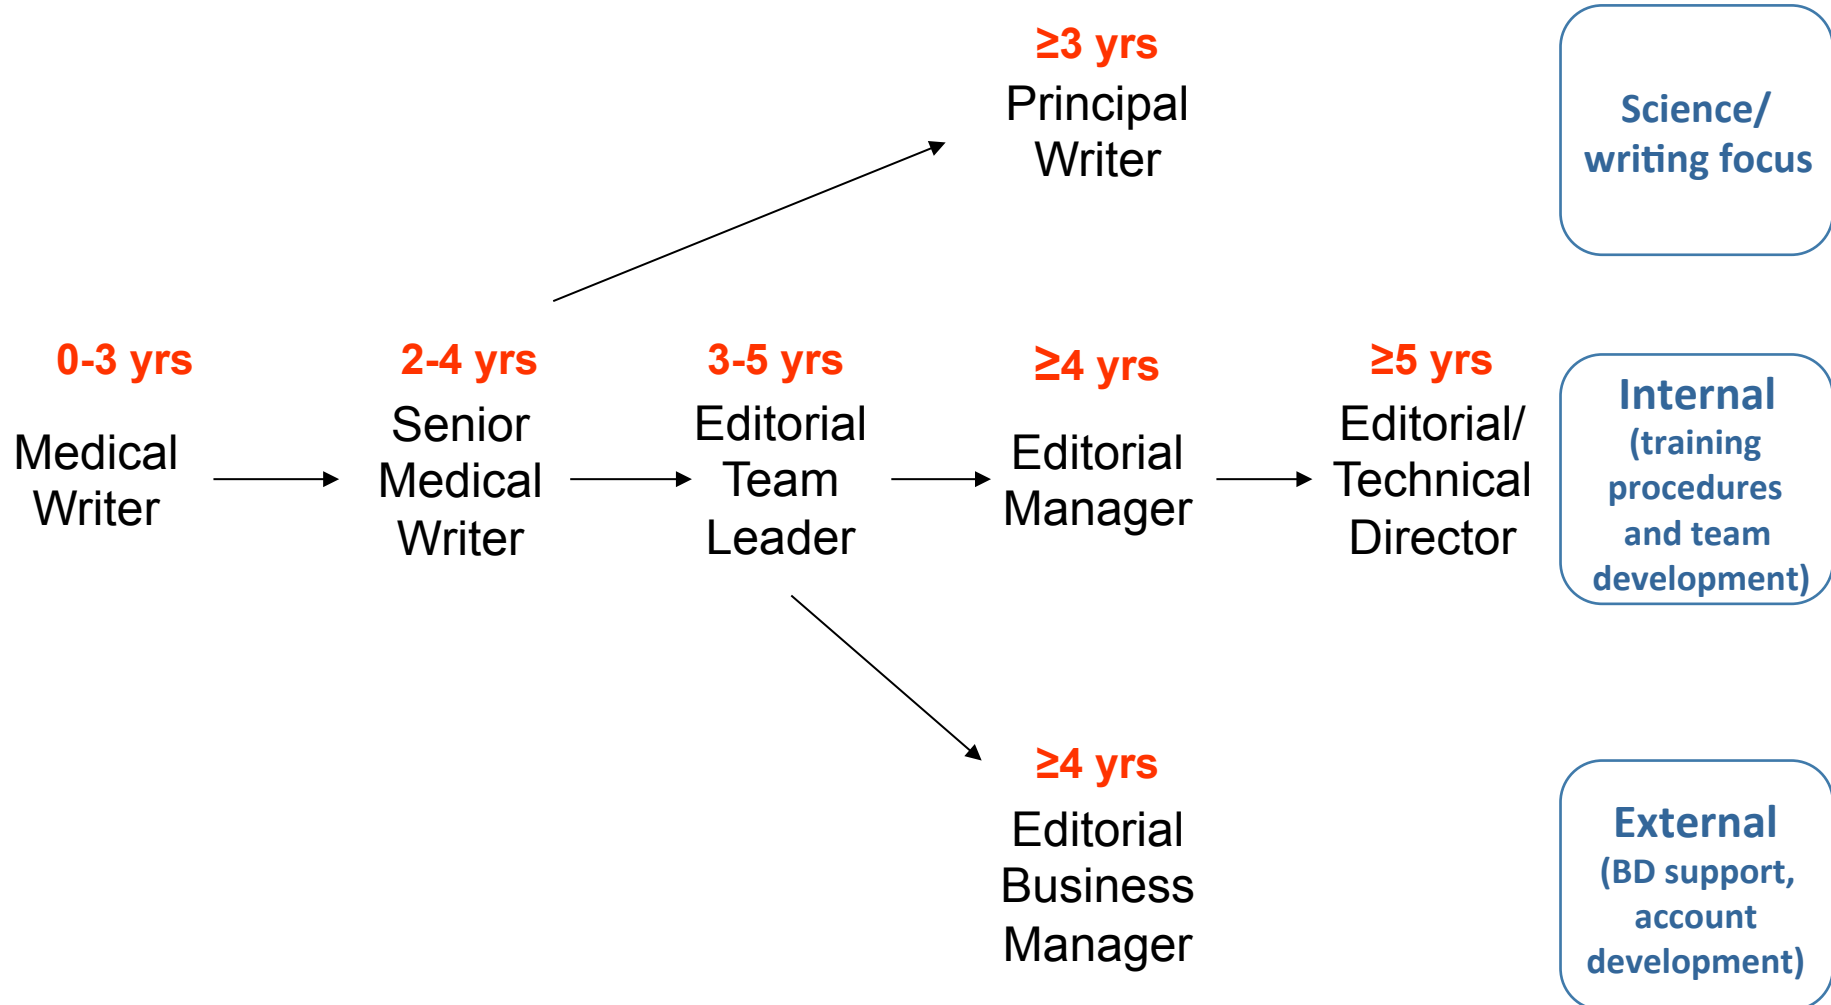 ≥3 yrs
Principal
Writer
Science/
writing focus
0-3 yrs
Medical
Writer
2-4 yrs
Senior
Medical
Writer
3-5 yrs
Editorial
Team
Leader
≥4 yrs
Editorial
Manager
≥5 yrs
Editorial/
Technical
Director
Internal
(training
procedures
and team
development)
≥4 yrs
Editorial
Business
Manager
External
(BD support,
account
development)